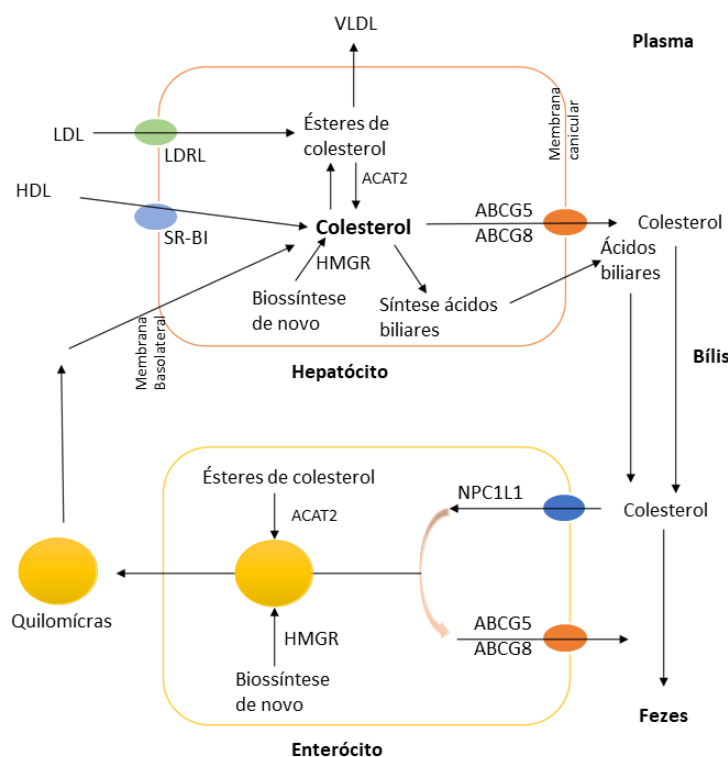 VLDL
Plasma
Membrana
canicular
LDL
LDRL
Ésteres de
colesterol
ACAT2
HDL
SR-BI
Colesterol
ABCG5
ABCG8
Colesterol
Ácidos
biliares
HMGR
Biossíntese
de novo
Síntese ácidos
biliares
Membrana
Basolateral
Hepatócito
Bílis
Ésteres de colesterol
ACAT2
NPC1L1
Colesterol
Quilomícras
HMGR
Biossíntese
de novo
ABCG5
ABCG8
Fezes
Enterócito